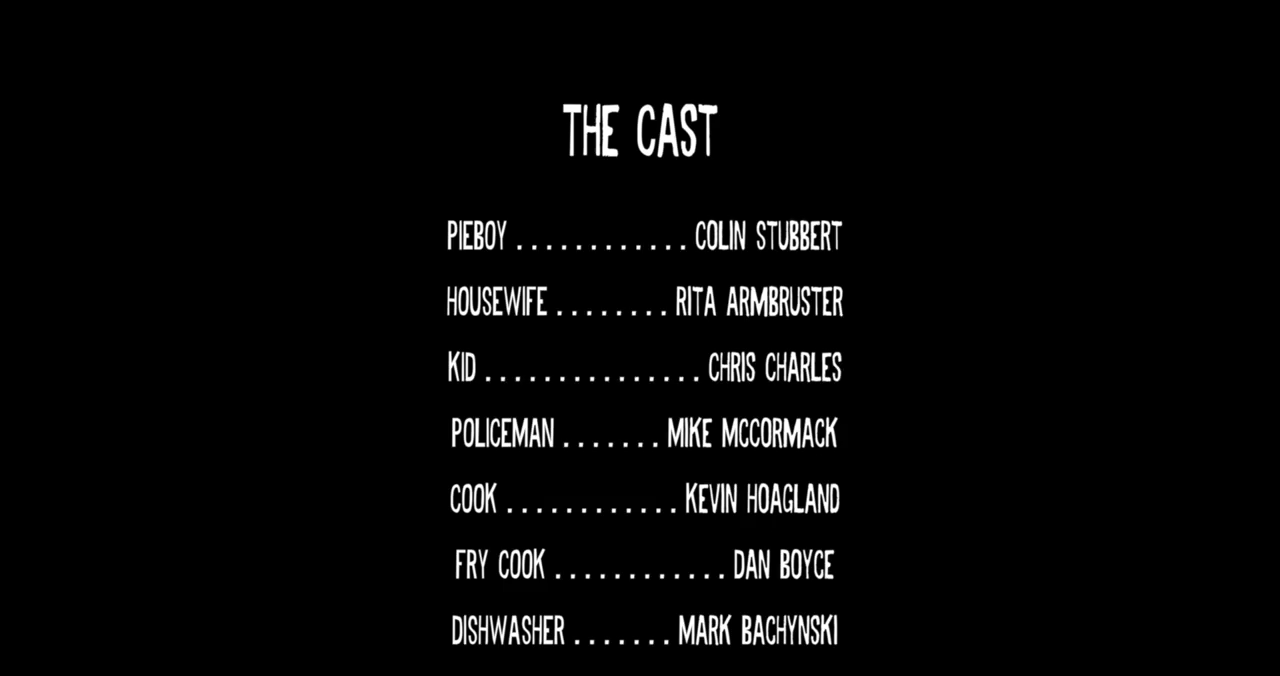 THE CAST
PIEBOY ............ COLIN STUBBERT
HOUSEWIFE ........ RITA ARMBRUSTER
KID ............... CHRIS CHARLES
POLICEMAN ....... MIKE MCCORMACK
COOK ............ KEVIN HOAGLAND
FRY COOK ............ DAN BOYCE
DISHWASHER ....... MARK BACHYNSKI